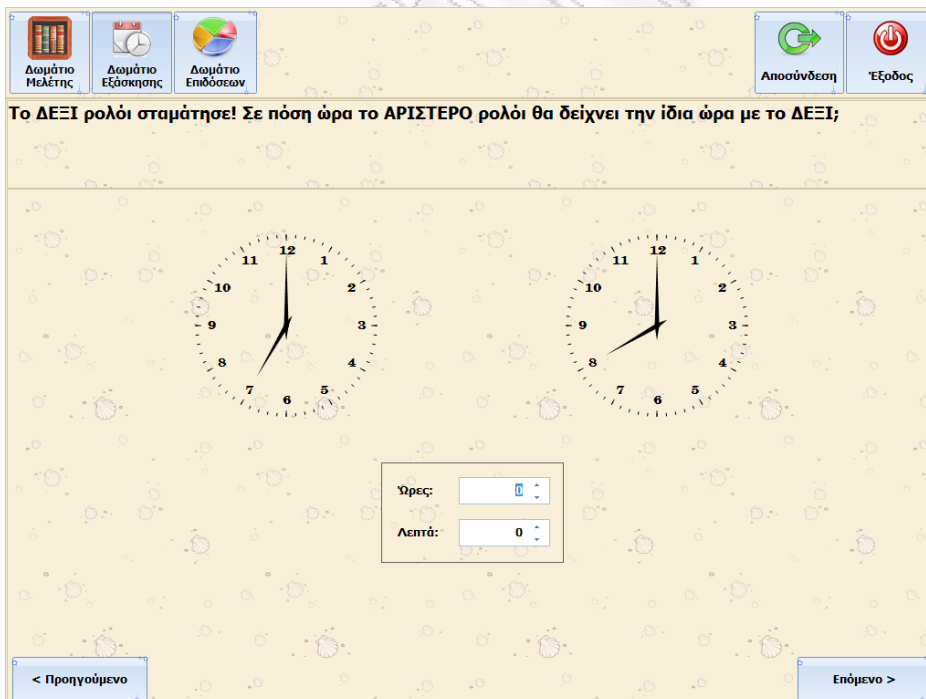 Δωμάτιο
Μελέτης
Δωμάτιο
Εξάσκησης
Δωμάτιο
Επιδόσεων
Αποσύνδεση
Έξοδος
Το ΔΕΞΙ ρολόι σταμάτησε! Σε πόση ώρα το ΑΡΙΣΤΕΡΟ ρολόι θα δείχνει την ίδια ώρα με το ΔΕΞΙ;
12
1
2
3
4
5
6
7
8
9
10
11
12
1
2
3
4
5
6
7
8
9
10
11
Ώρες: 0
Λεπτά: 0
< Προηγούμενο
Επόμενο >